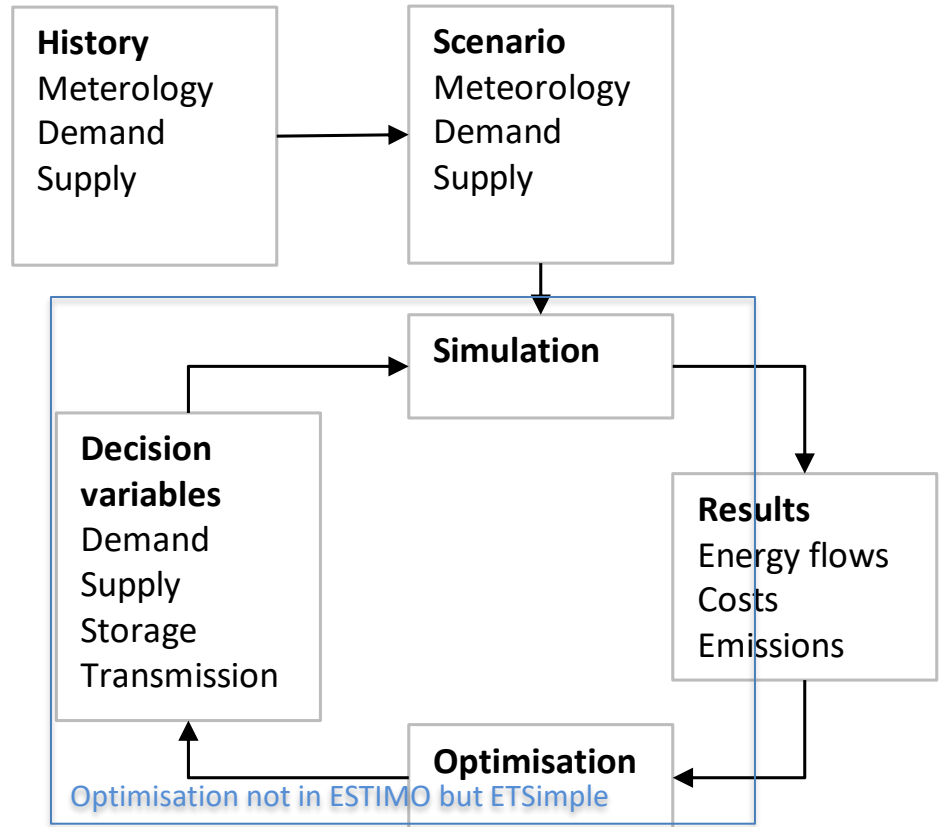 History
Meterology
Demand
Supply
Scenario
Meteorology
Demand
Supply
Simulation
Decision
variables
Demand
Supply
Storage
Transmission
Results
Energy flows
Costs
Emissions
Optimisation
Optimisation not in ESTIMO but ETSimple